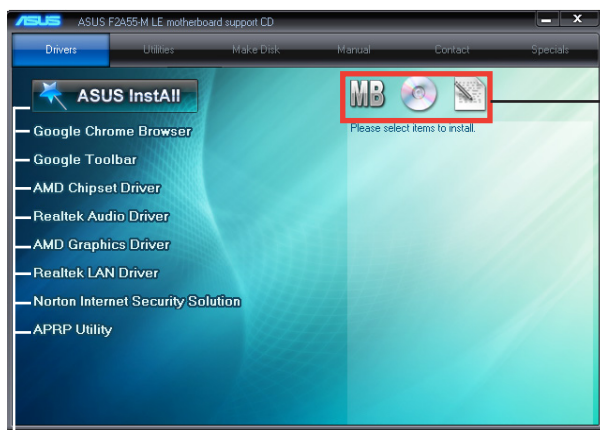 ASUS ASUS F2A55-M LE motherboard support CD
Drivers Utilities Make Disk Manual Contact Specials
ASUS InstAll
MB
Please select items to install.
Google Chrome Browser
Google Toolbar
AMD Chipset Driver
Realtek Audio Driver
AMD Graphics Driver
Realtek LAN Driver
Norton Internet Security Solution
APRP Utility